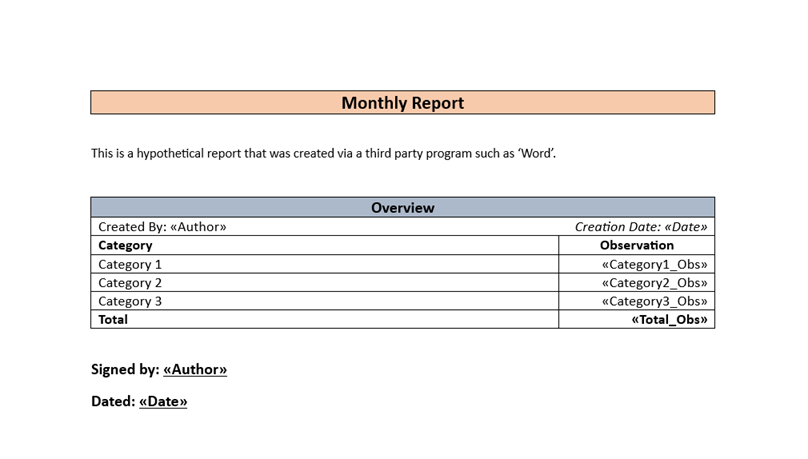 Monthly Report
This is a hypothetical report that was created via a third party program such as ‘Word’.
Overview
Created By: «Author» Creation Date: «Date»
Category Observation
Category 1 «Category1_Obs»
Category 2 «Category2_Obs»
Category 3 «Category3_Obs»
Total «Total_Obs»
Signed by: «Author»
Dated: «Date»